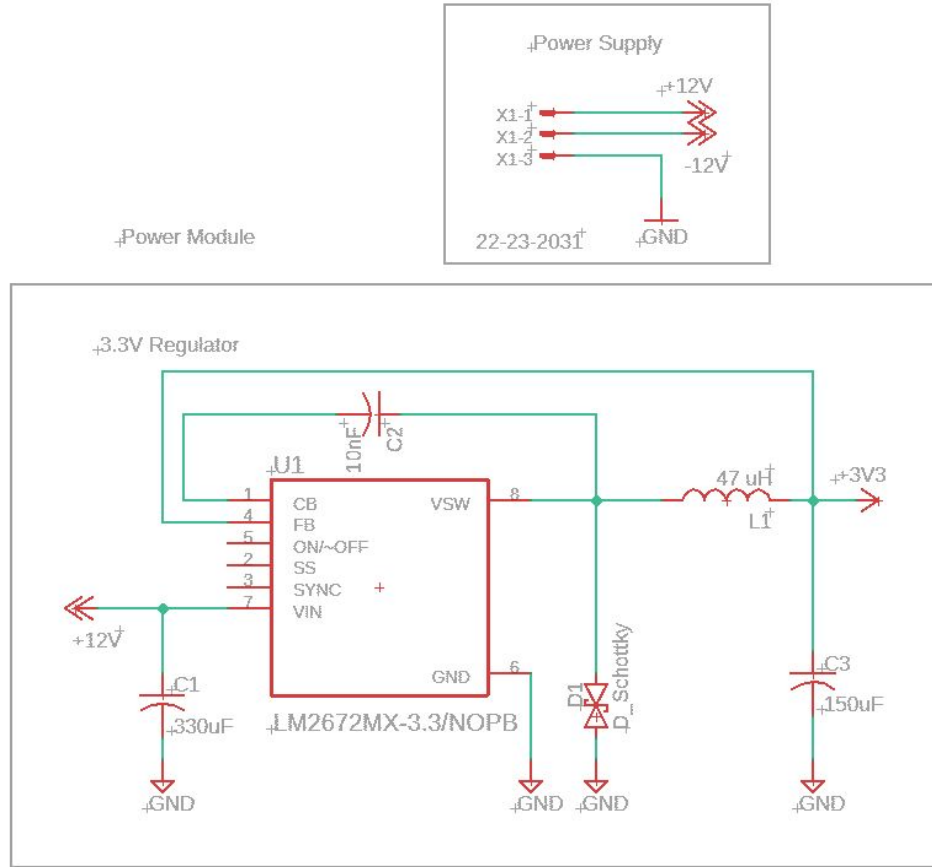 Power Supply
+12V
X1-1
X1-2
X1-3
-12V
22-23-2031
GND
Power Module
3.3V Regulator
10nF
C2
U1
1
CB
4
FB
5
ON/~OFF
2
SS
3
SYNC
7
VIN
VSW
8
GND
6
LM2672MX-3.3/NOPB
+12V
C1
330uF
GND
GND
D1
D_Schottky
GND
47 uH
L1
+3V3
C3
150uF
GND